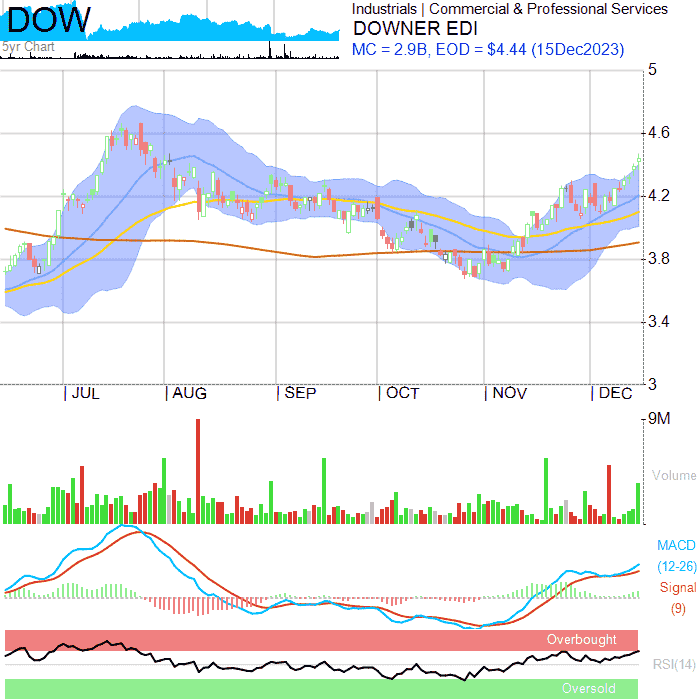 DOW
5yr Chart
Industrials | Commercial & Professional Services
DOWNER EDI
MC = 2.9B, EOD = $4.44 (15Dec2023)
5
4.6
4.2
3.8
3.4
3
| JUL | AUG | SEP | OCT | NOV | DEC
9M
Volume
MACD
(12-26)
Signal
(9)
Overbought
RSI(14)
Oversold